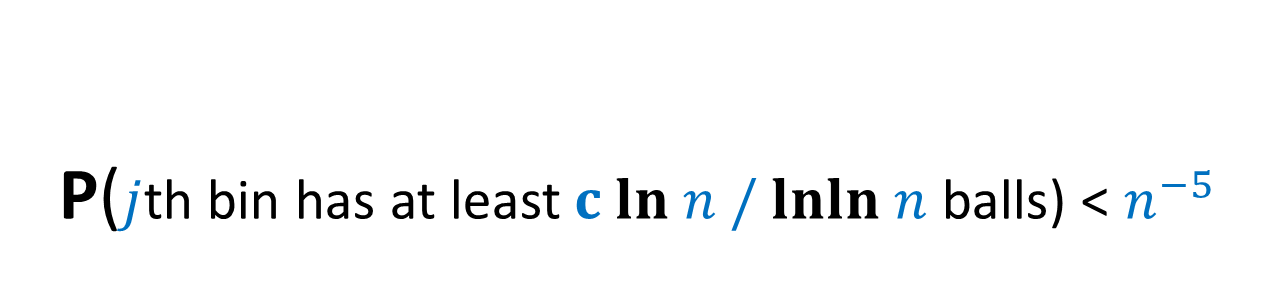 P(jth bin has at least c ln n / lnln n balls) < n⁻⁵